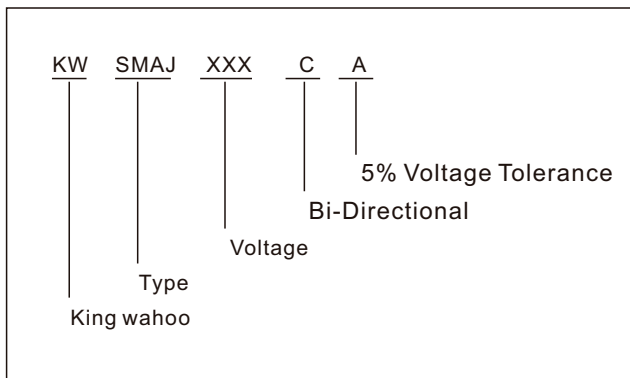 KW SMAJ XXX C A
5% Voltage Tolerance
Bi-Directional
Voltage
Type
King wahoo